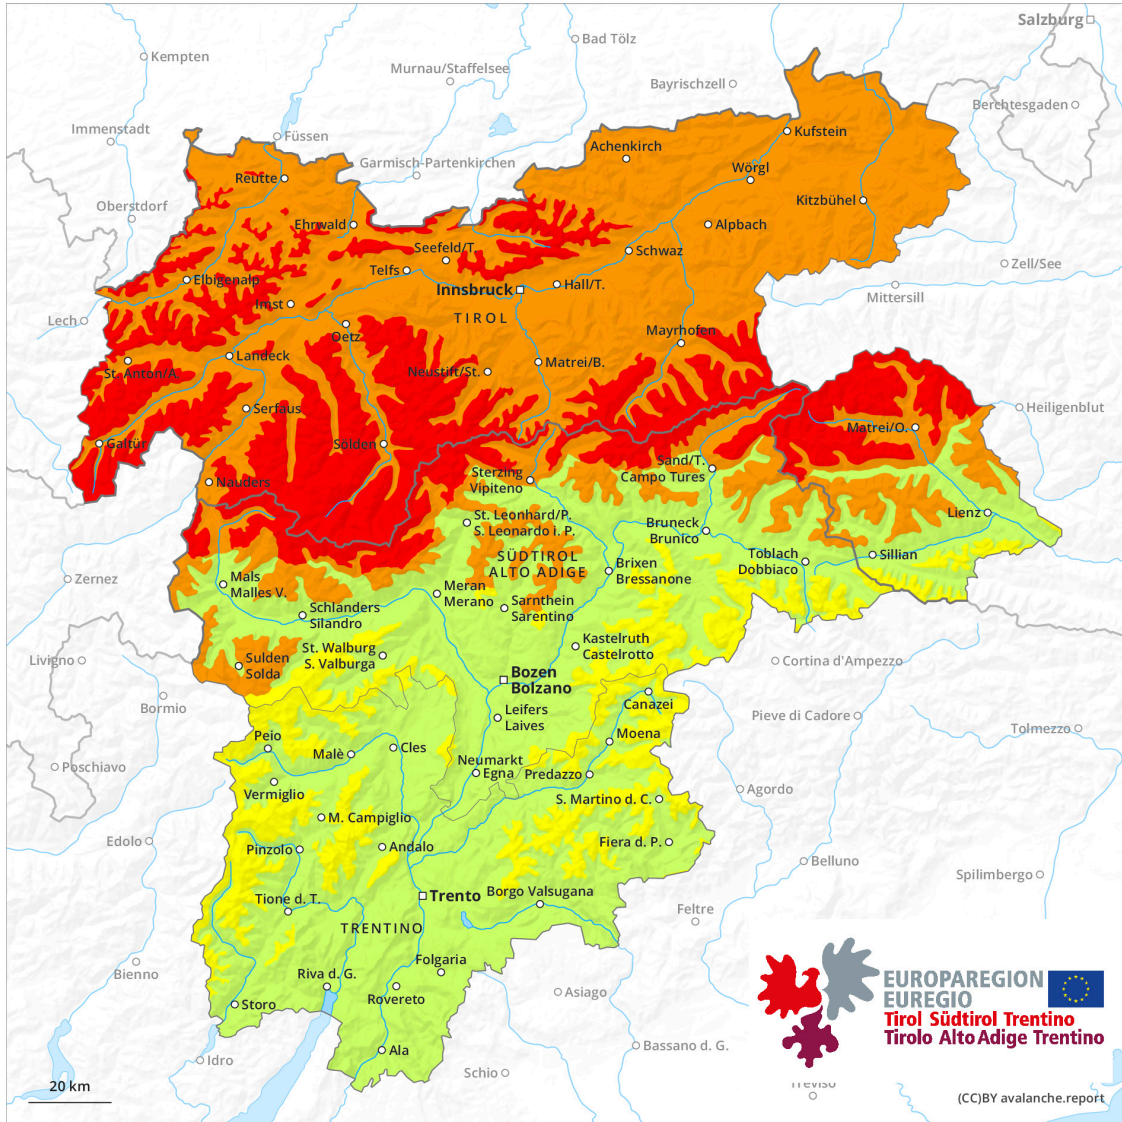 Salzburg
Bad Tölz
Kempten
Murnau/Staffelsee
Bayrischzell
Berchtesgaden
Immenstadt
Füssen
Kufstein
Achenkirch
Garmisch-Partenkirchen
Wörgl
Reutte
Kitzbühel
Oberstdorf
Ehrwald
Alpbach
Seefeld/T.
Schwaz
Telfs
Zell/See
Elbigenalp
Innsbruck
Hall/T.
Mittersill
Imst
TIROL
Lech
Mayrhofen
Oetz
Landeck
Matrei/B.
St. Anton/A.
Neustift/St.
Serfaus
Heiligenblut
Matrei/O.
Galtür
Sölden
Sand/T.
Campo Tures
Sterzing
Vipiteno
Nauders
St. Leonhard/P.
S. Leonardo i. P.
Lienz
Bruneck
Brunico
SÜDTIROL
ALTO ADIGE
Toblach
Dobbiaco
Sillian
Brixen
Bressanone
Zernez
Mals
Malles V.
Meran
Merano
Sarnthein
Sarentino
Schlanders
Silandro
Kastelruth
Castelrotto
St. Walburg
S. Valburga
Livigno
Sulden
Solda
Cortina d'Ampezzo
Bozen
Bolzano
Bormio
Canazei
Leifers
Laives
Pieve di Cadore
Tolmezzo
Peio
Moena
Malè
Cles
Neumarkt
Egna
Predazzo
Poschiavo
Vermiglio
Agordo
S. Martino d. C.
M. Campiglio
Edolo
Pinzolo
Andalo
Fiera d. P.
Belluno
Spilimbergo
Trento
Borgo Valsugana
Tione d. T.
Feltre
TRENTINO
Folgaria
Bienno
Riva d. G.
Rovereto
Asiago
Storo
EUROPAREGION
EUREGIO
Tirol Südtirol Trentino
Tirolo Alto Adige Trentino
Ala
Bassano d. G.
Idro
Schio
Treviso
20 km
(CC)BY avalanche.report